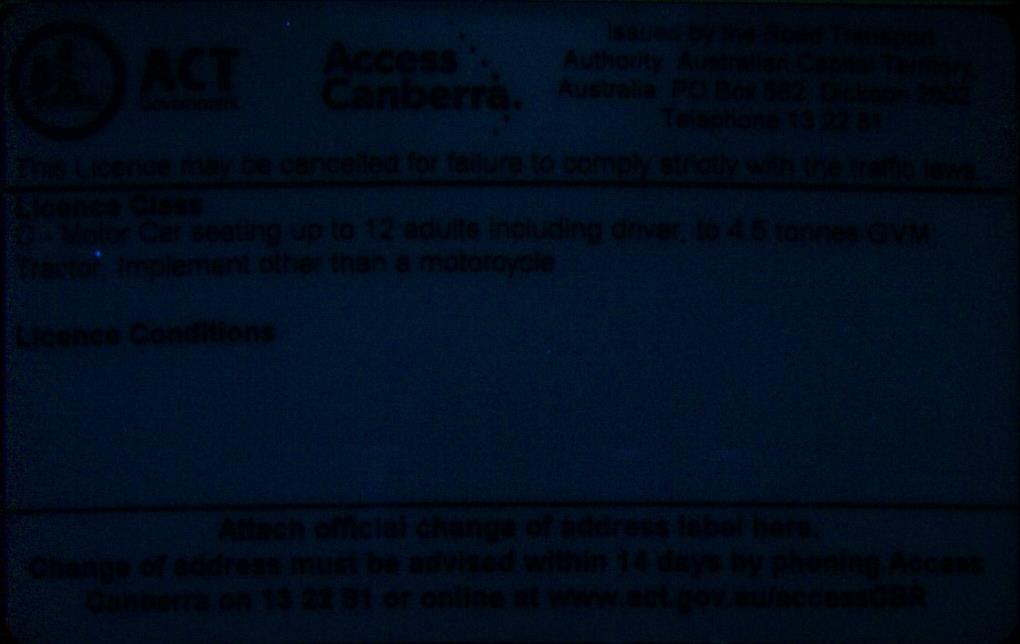 ACT
Government
Access
Canberra.
Issued by the Road Transport
Authority Australian Capital Territory
Australia PO Box 582 Dickson 2602
Telephone 13 22 81
This Licence may be cancelled for failure to comply strictly with the traffic laws.
Licence Class
C - Motor Car seating up to 12 adults including driver, to 4.5 tonnes GVM
Tractor, Implement other than a motorcycle
Licence Conditions
Attach official change of address label here.
Change of address must be advised within 14 days by phoning Access
Canberra on 13 22 81 or online at www.act.gov.au/accessCBR